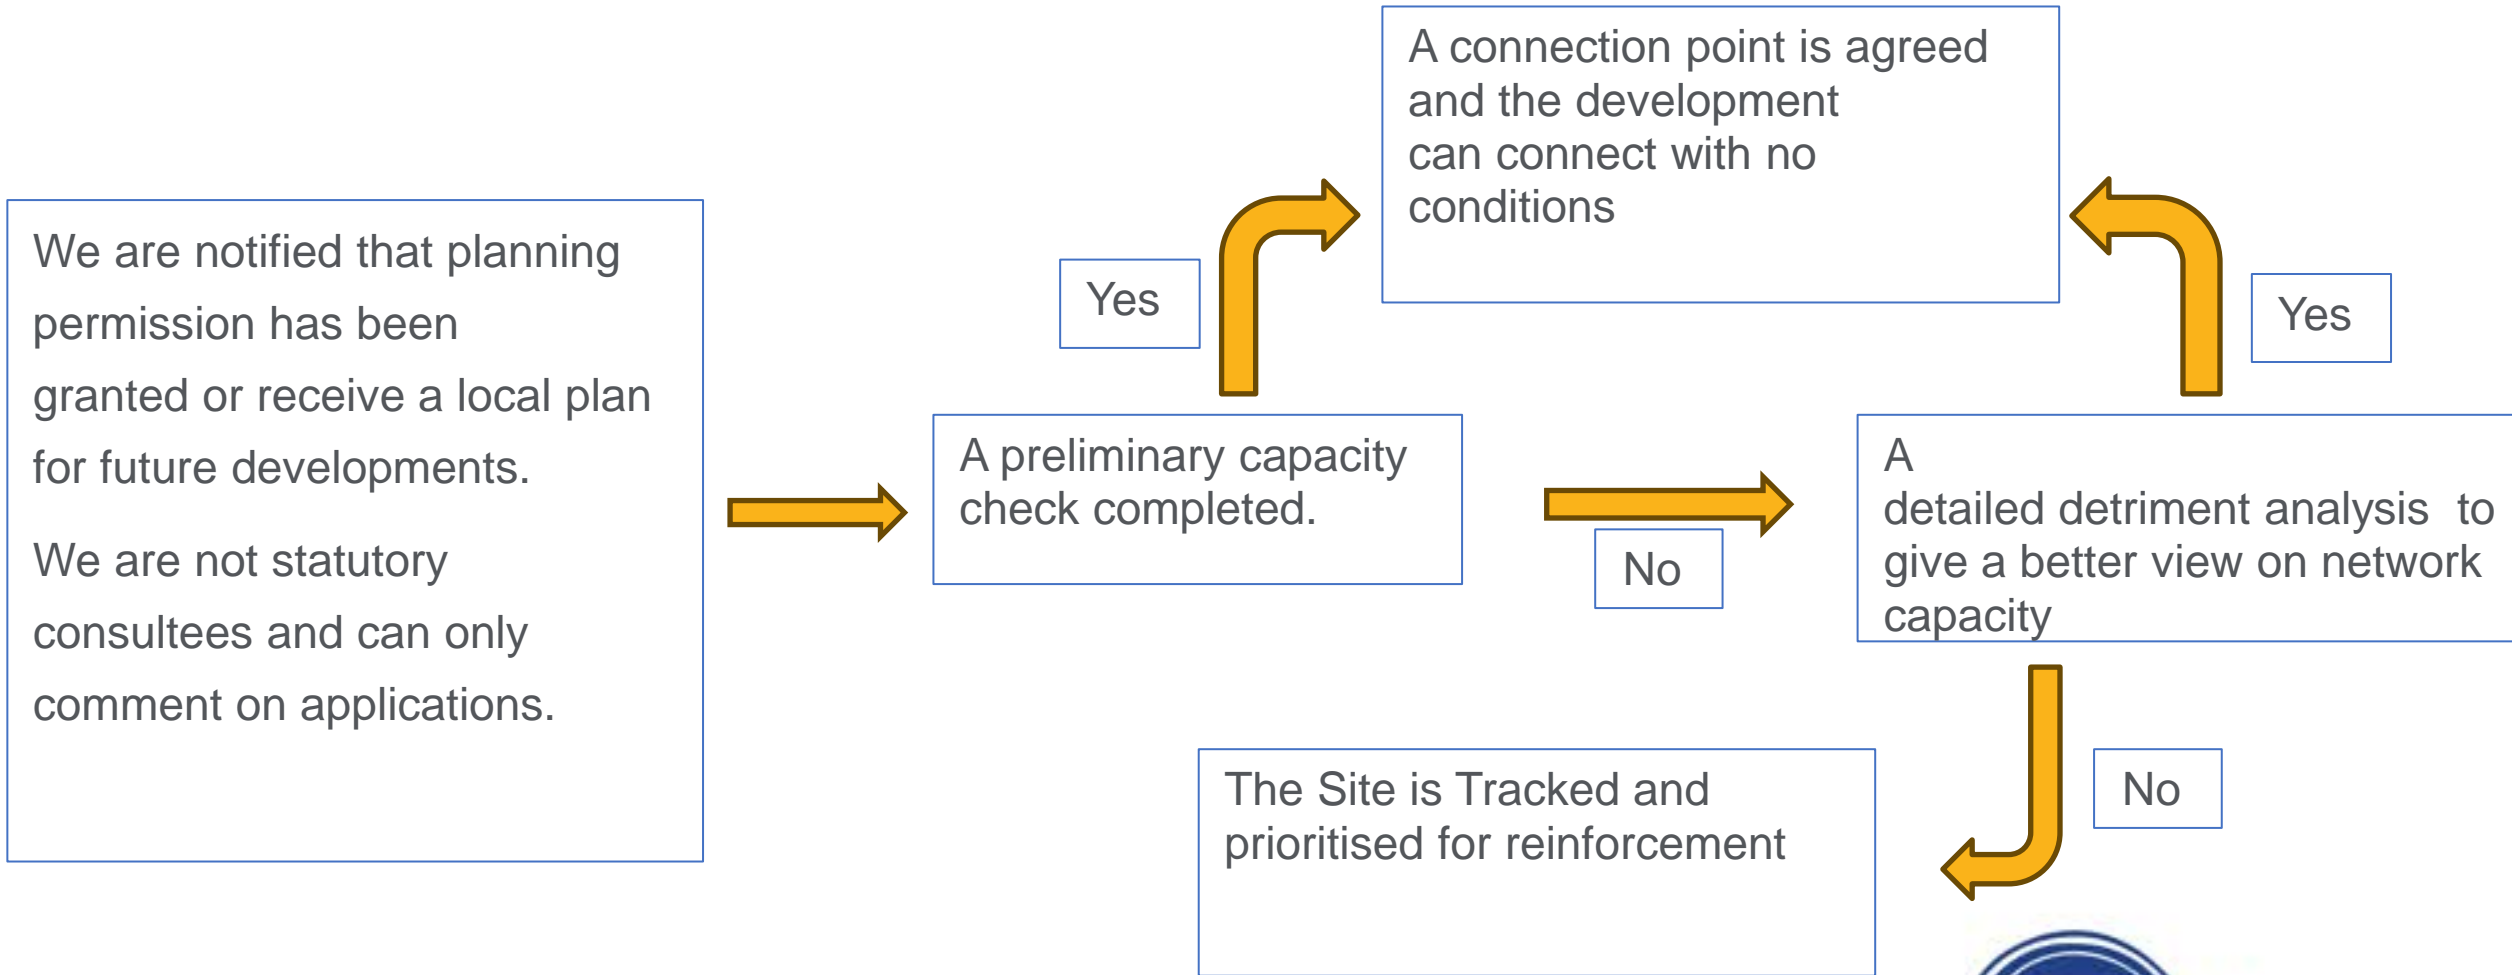 We are notified that planning
permission has been
granted or receive a local plan
for future developments.
We are not statutory
consultees and can only
comment on applications.
A preliminary capacity
check completed.
Yes
A connection point is agreed
and the development
can connect with no
conditions
No
A
detailed detriment analysis  to
give a better view on network
capacity
Yes
No
The Site is Tracked and
prioritised for reinforcement